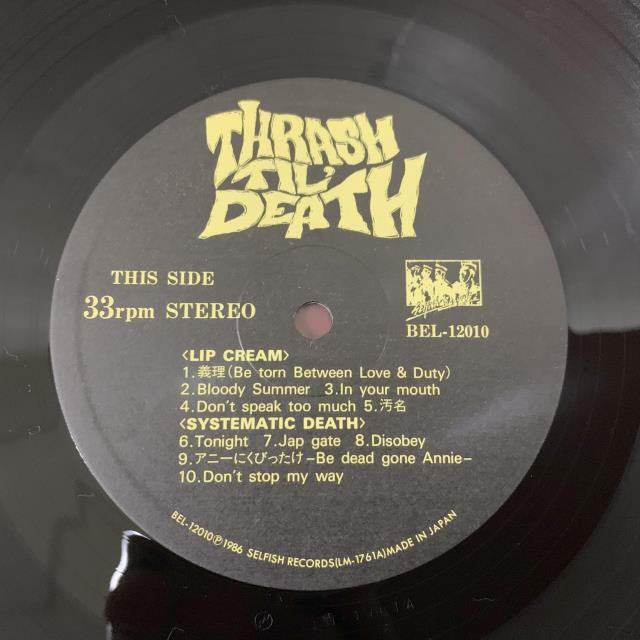 THRASH
'TIL
DEATH
THIS SIDE
33rpm STEREO
BEL-12010
<LIP CREAM>
1.義理(Be torn Between Love & Duty)
2.Bloody Summer 3.In your mouth
4.Don't speak too much 5.汚名
<SYSTEMATIC DEATH>
6.Tonight 7.Jap gate 8.Disobey
9.アニーにくびったけ-Be dead gone Annie-
10.Don't stop my way
BEL-12010Ⓟ1986 SELFISH RECORDS(LM-1761A)MADE IN JAPAN